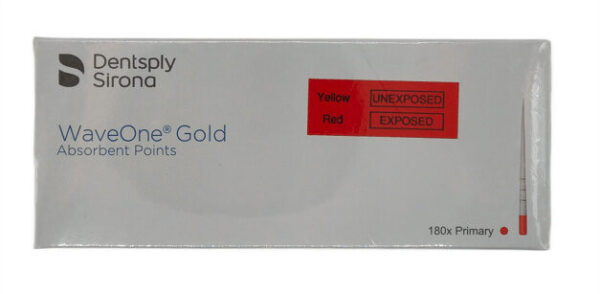 Dentsply
Sirona
Yellow UNEXPOSED
Red EXPOSED
WaveOne® Gold
Absorbent Points
180x Primary